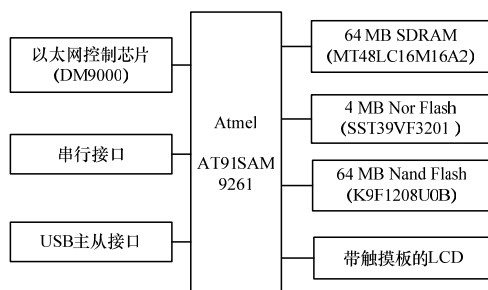 以太网控制芯片
(DM9000)
串行接口
USB主从接口
Atmel
AT91SAM
9261
64 MB SDRAM
(MT48LC16M16A2)
4 MB Nor Flash
(SST39VF3201 )
64 MB Nand Flash
(K9F1208U0B)
带触摸板的LCD